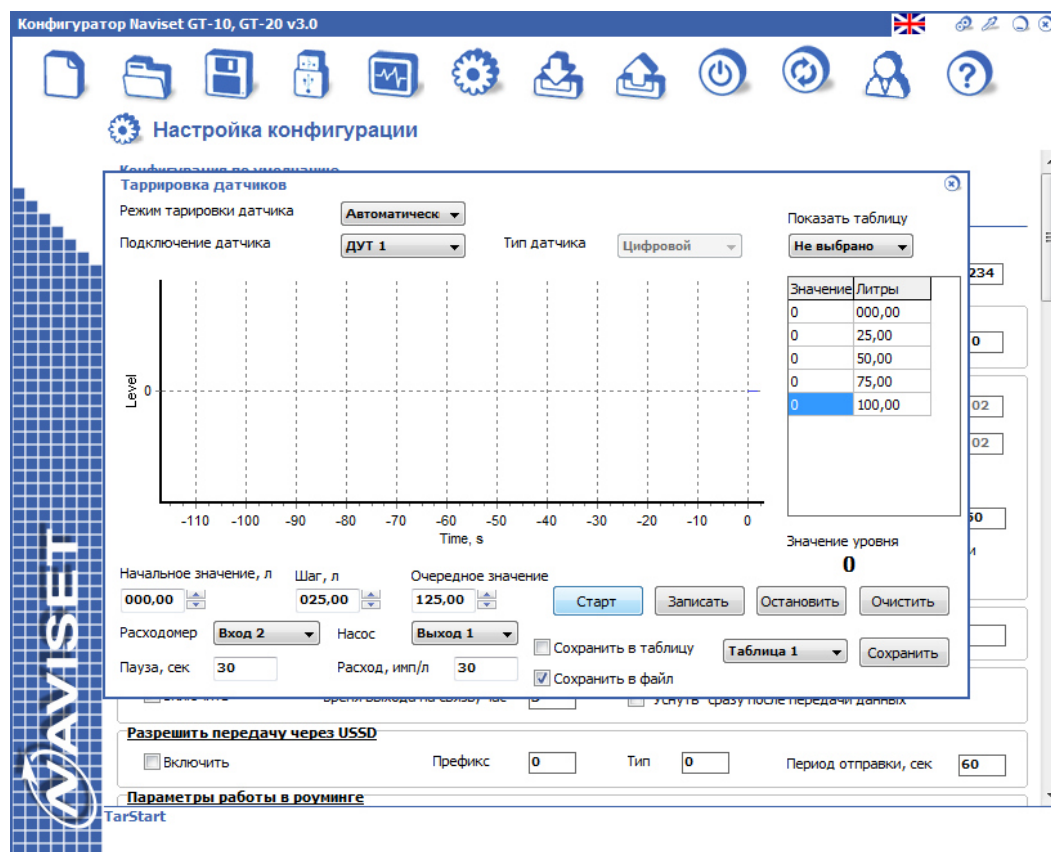 Конфигуратор Naviset GT-10, GT-20 v3.0
Настройка конфигурации
Конфигурация по умолчанию
Таррировка датчиков
Режим тарировки датчика Автоматическ
Показать таблицу
Подключение датчика ДУТ 1 Тип датчика Цифровой Не выбрано
234
Значение Литры
0 000,00
0 25,00
0 50,00
0 75,00
0 100,00
0
02
02
50
и
Level
0
-110 -100 -90 -80 -70 -60 -50 -40 -30 -20 -10 0
Time, s
Значение уровня
0
Начальное значение, л Шаг, л Очередное значение
000,00 025,00 125,00 Старт Записать Остановить Очистить
Расходомер Вход 2 Насос Выход 1
Сохранить в таблицу Таблица 1 Сохранить
Пауза, сек 30 Расход, имп/л 30
Сохранить в файл
Разрешить передачу через USSD
Включить Префикс 0 Тип 0 Период отправки, сек 60
Параметры работы в роуминге
TarStart
NAVISET